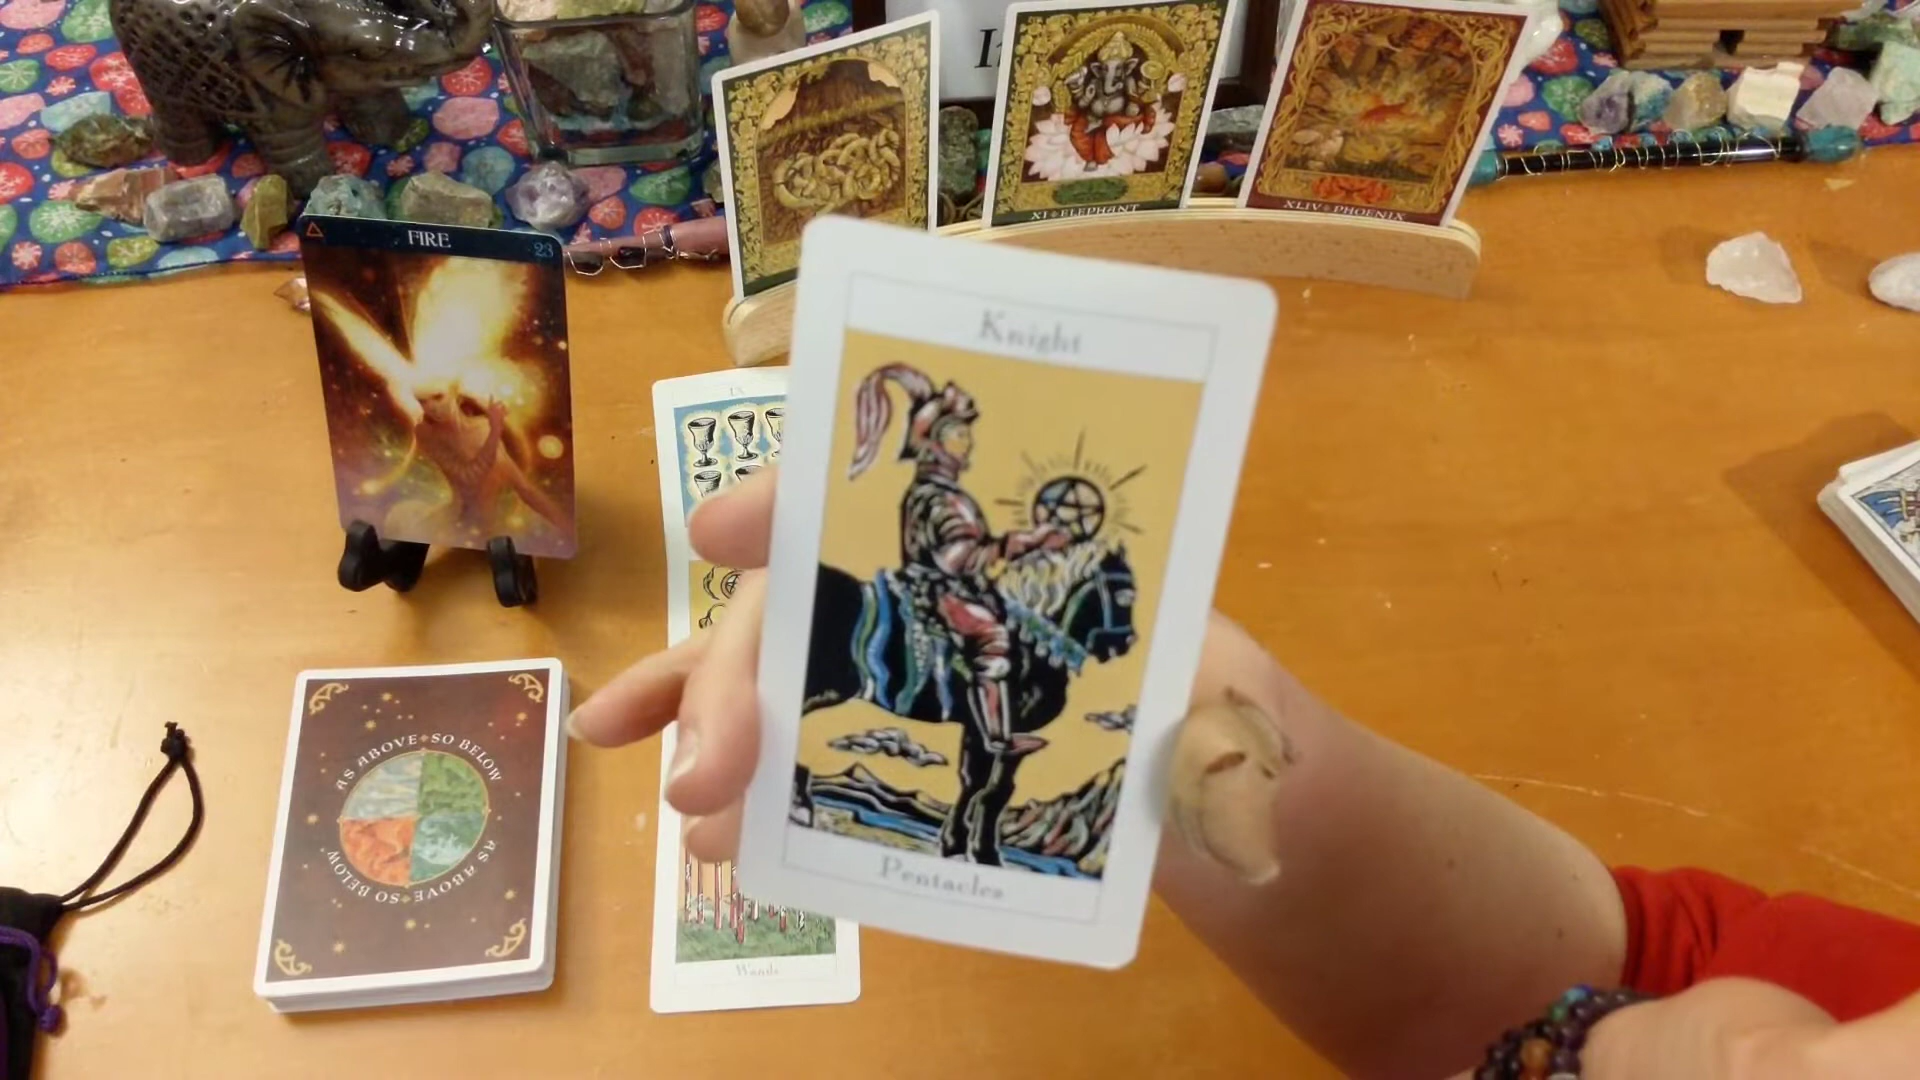 I
XI ELEPHANT
XLIV PHOENIX
FIRE 23
Knight
IX
Pentacles
Wands
AS ABOVE SO BELOW
AS ABOVE SO BELOW